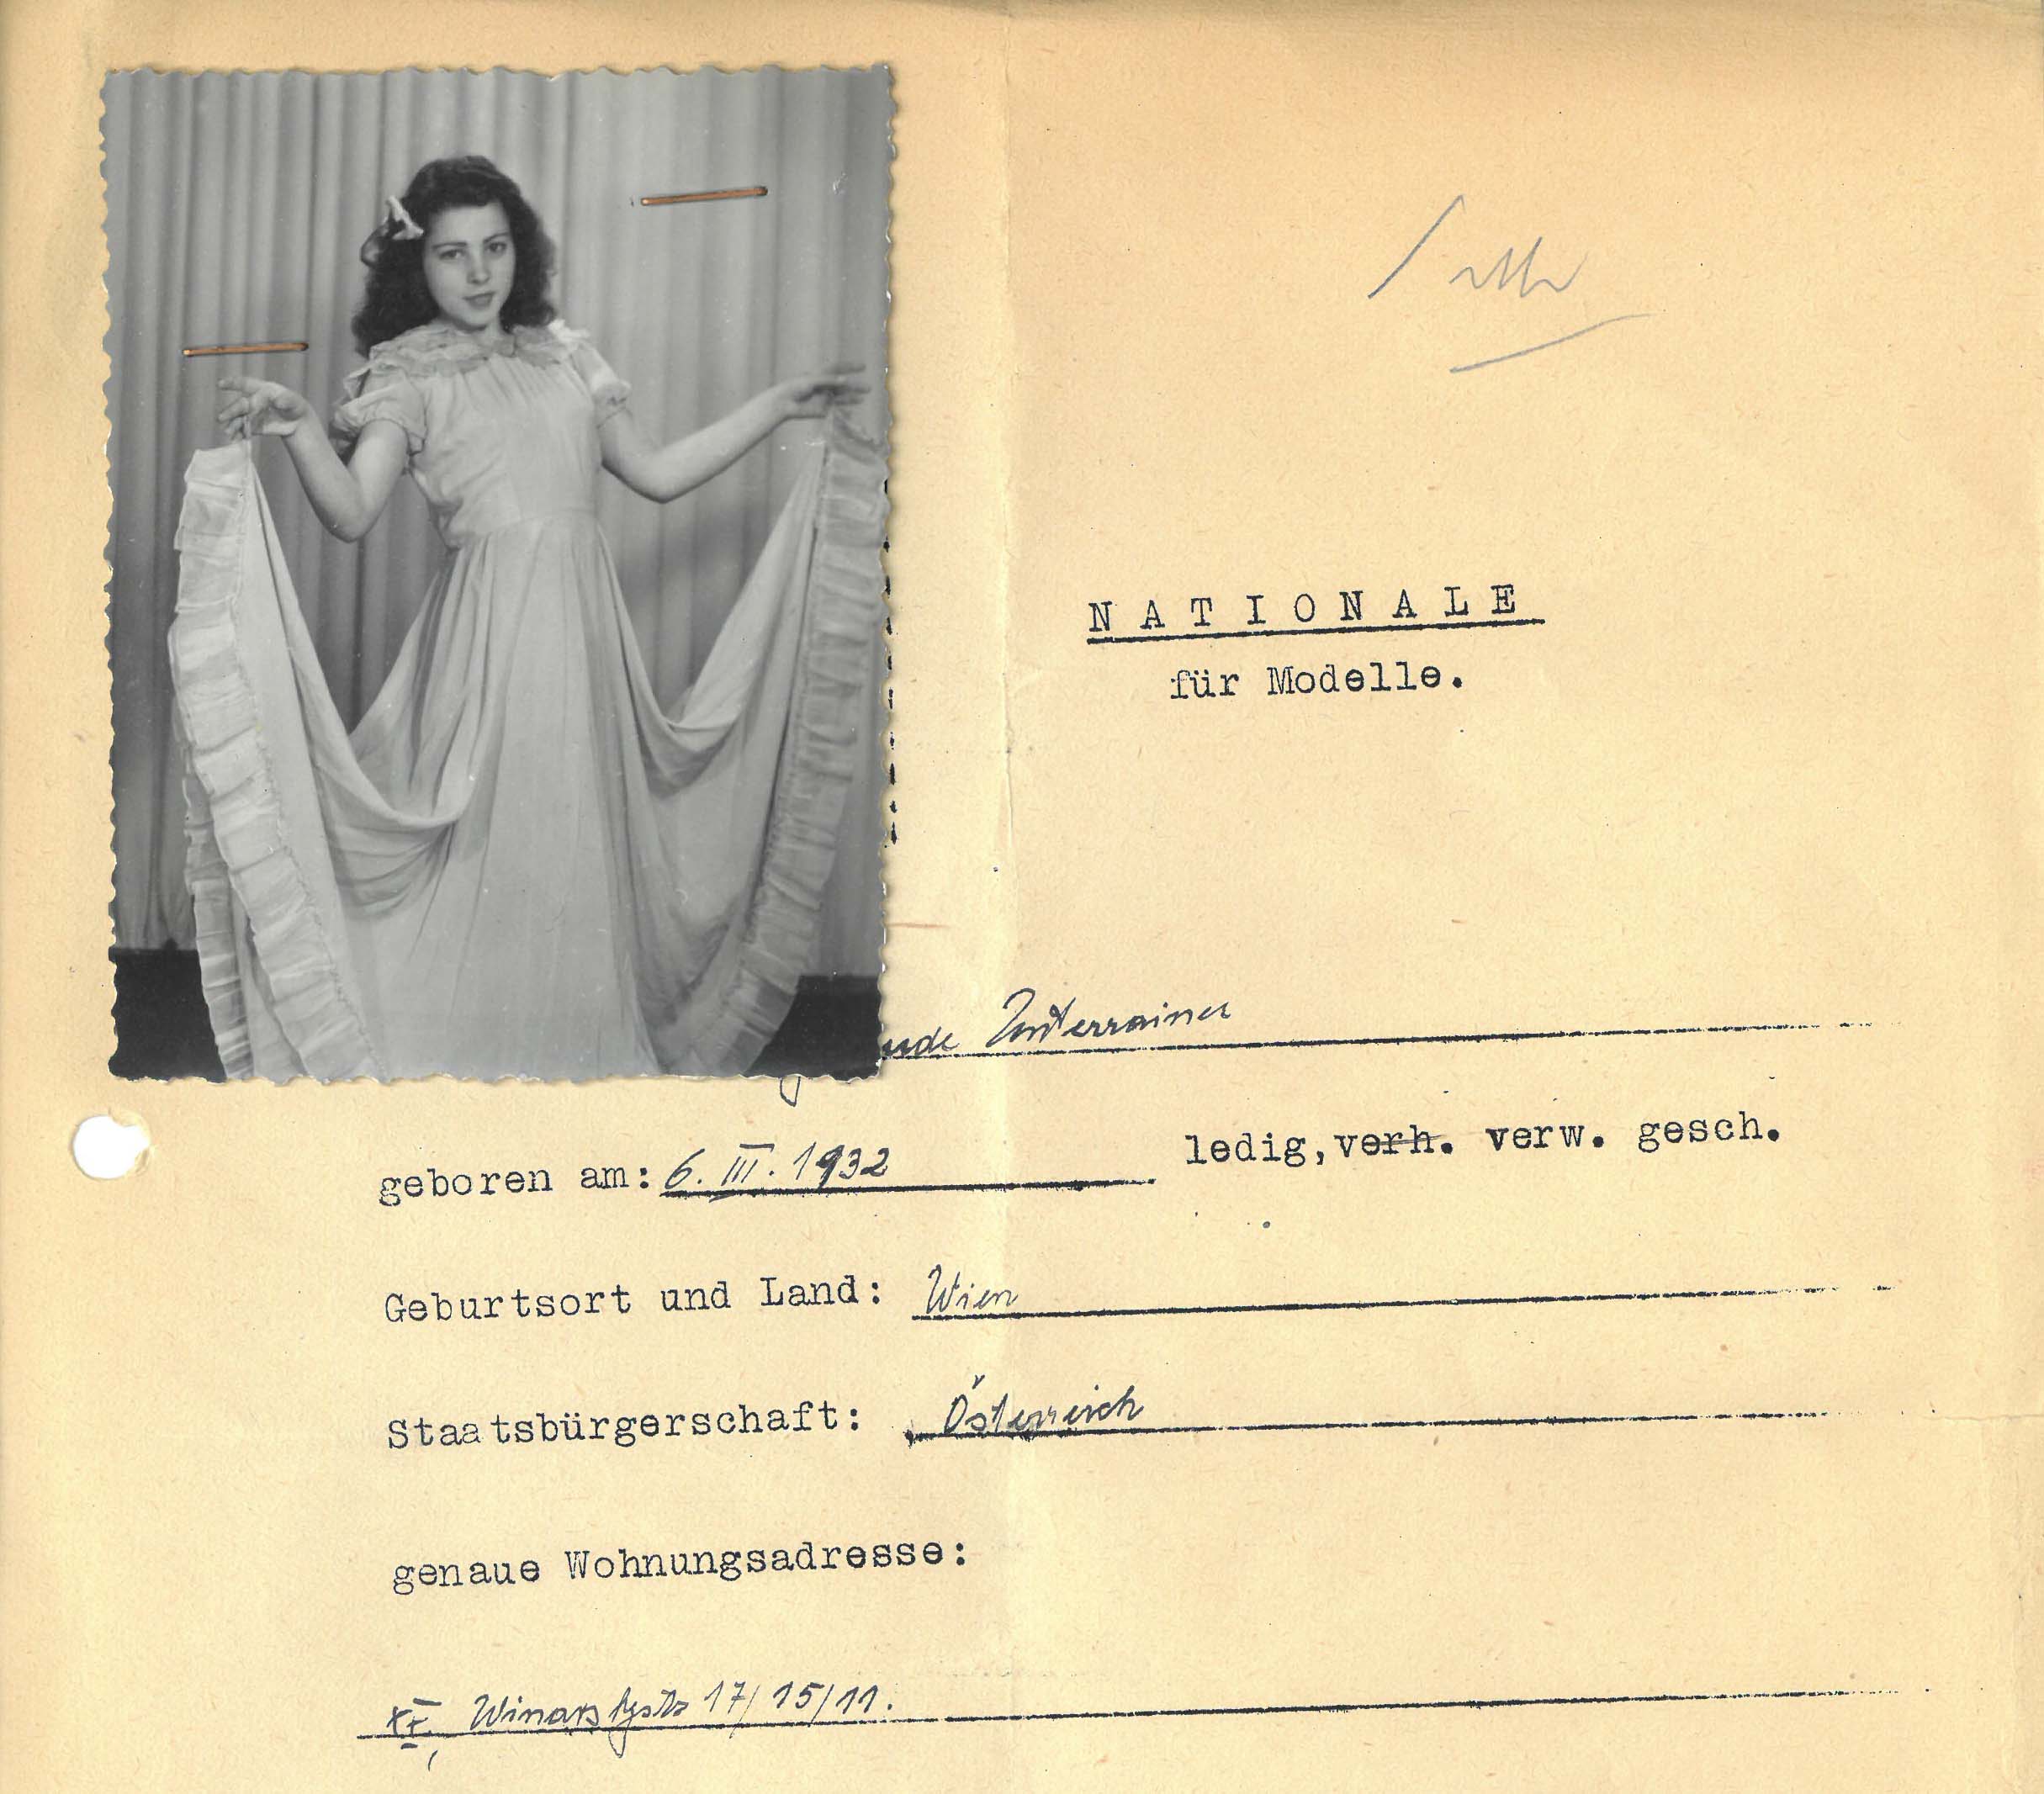 NATIONALE
für Modelle.
Unterrainer
geboren am: 6. III. 1932 ledig, verh. verw. gesch.
Geburtsort und Land: Wien
Staatsbürgerschaft: Österreich
genaue Wohnungsadresse:
17/15/11.